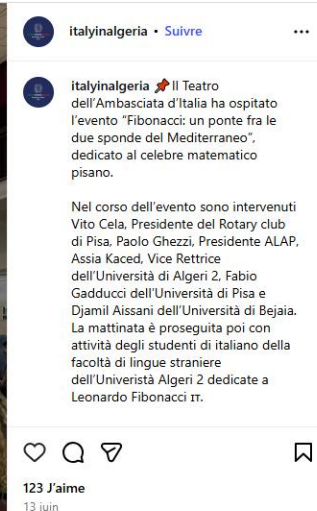 italyinalgeria • Suivre
italyinalgeria 📌Il Teatro
dell'Ambasciata d'Italia ha ospitato
l'evento "Fibonacci: un ponte fra le
due sponde del Mediterraneo",
dedicato al celebre matematico
pisano.
Nel corso dell'evento sono intervenuti
Vito Cela, Presidente del Rotary club
di Pisa, Paolo Ghezzi, Presidente ALAP,
Assia Kaced, Vice Rettrice
dell'Università di Algeri 2, Fabio
Gadducci dell'Università di Pisa e
Djamil Aissani dell'Università di Bejaia.
La mattinata è proseguita poi con
attività degli studenti di italiano della
facoltà di lingue straniere
dell'Univeristà Algeri 2 dedicate a
Leonardo Fibonacci ɪᴛ.
123 J'aime
13 juin